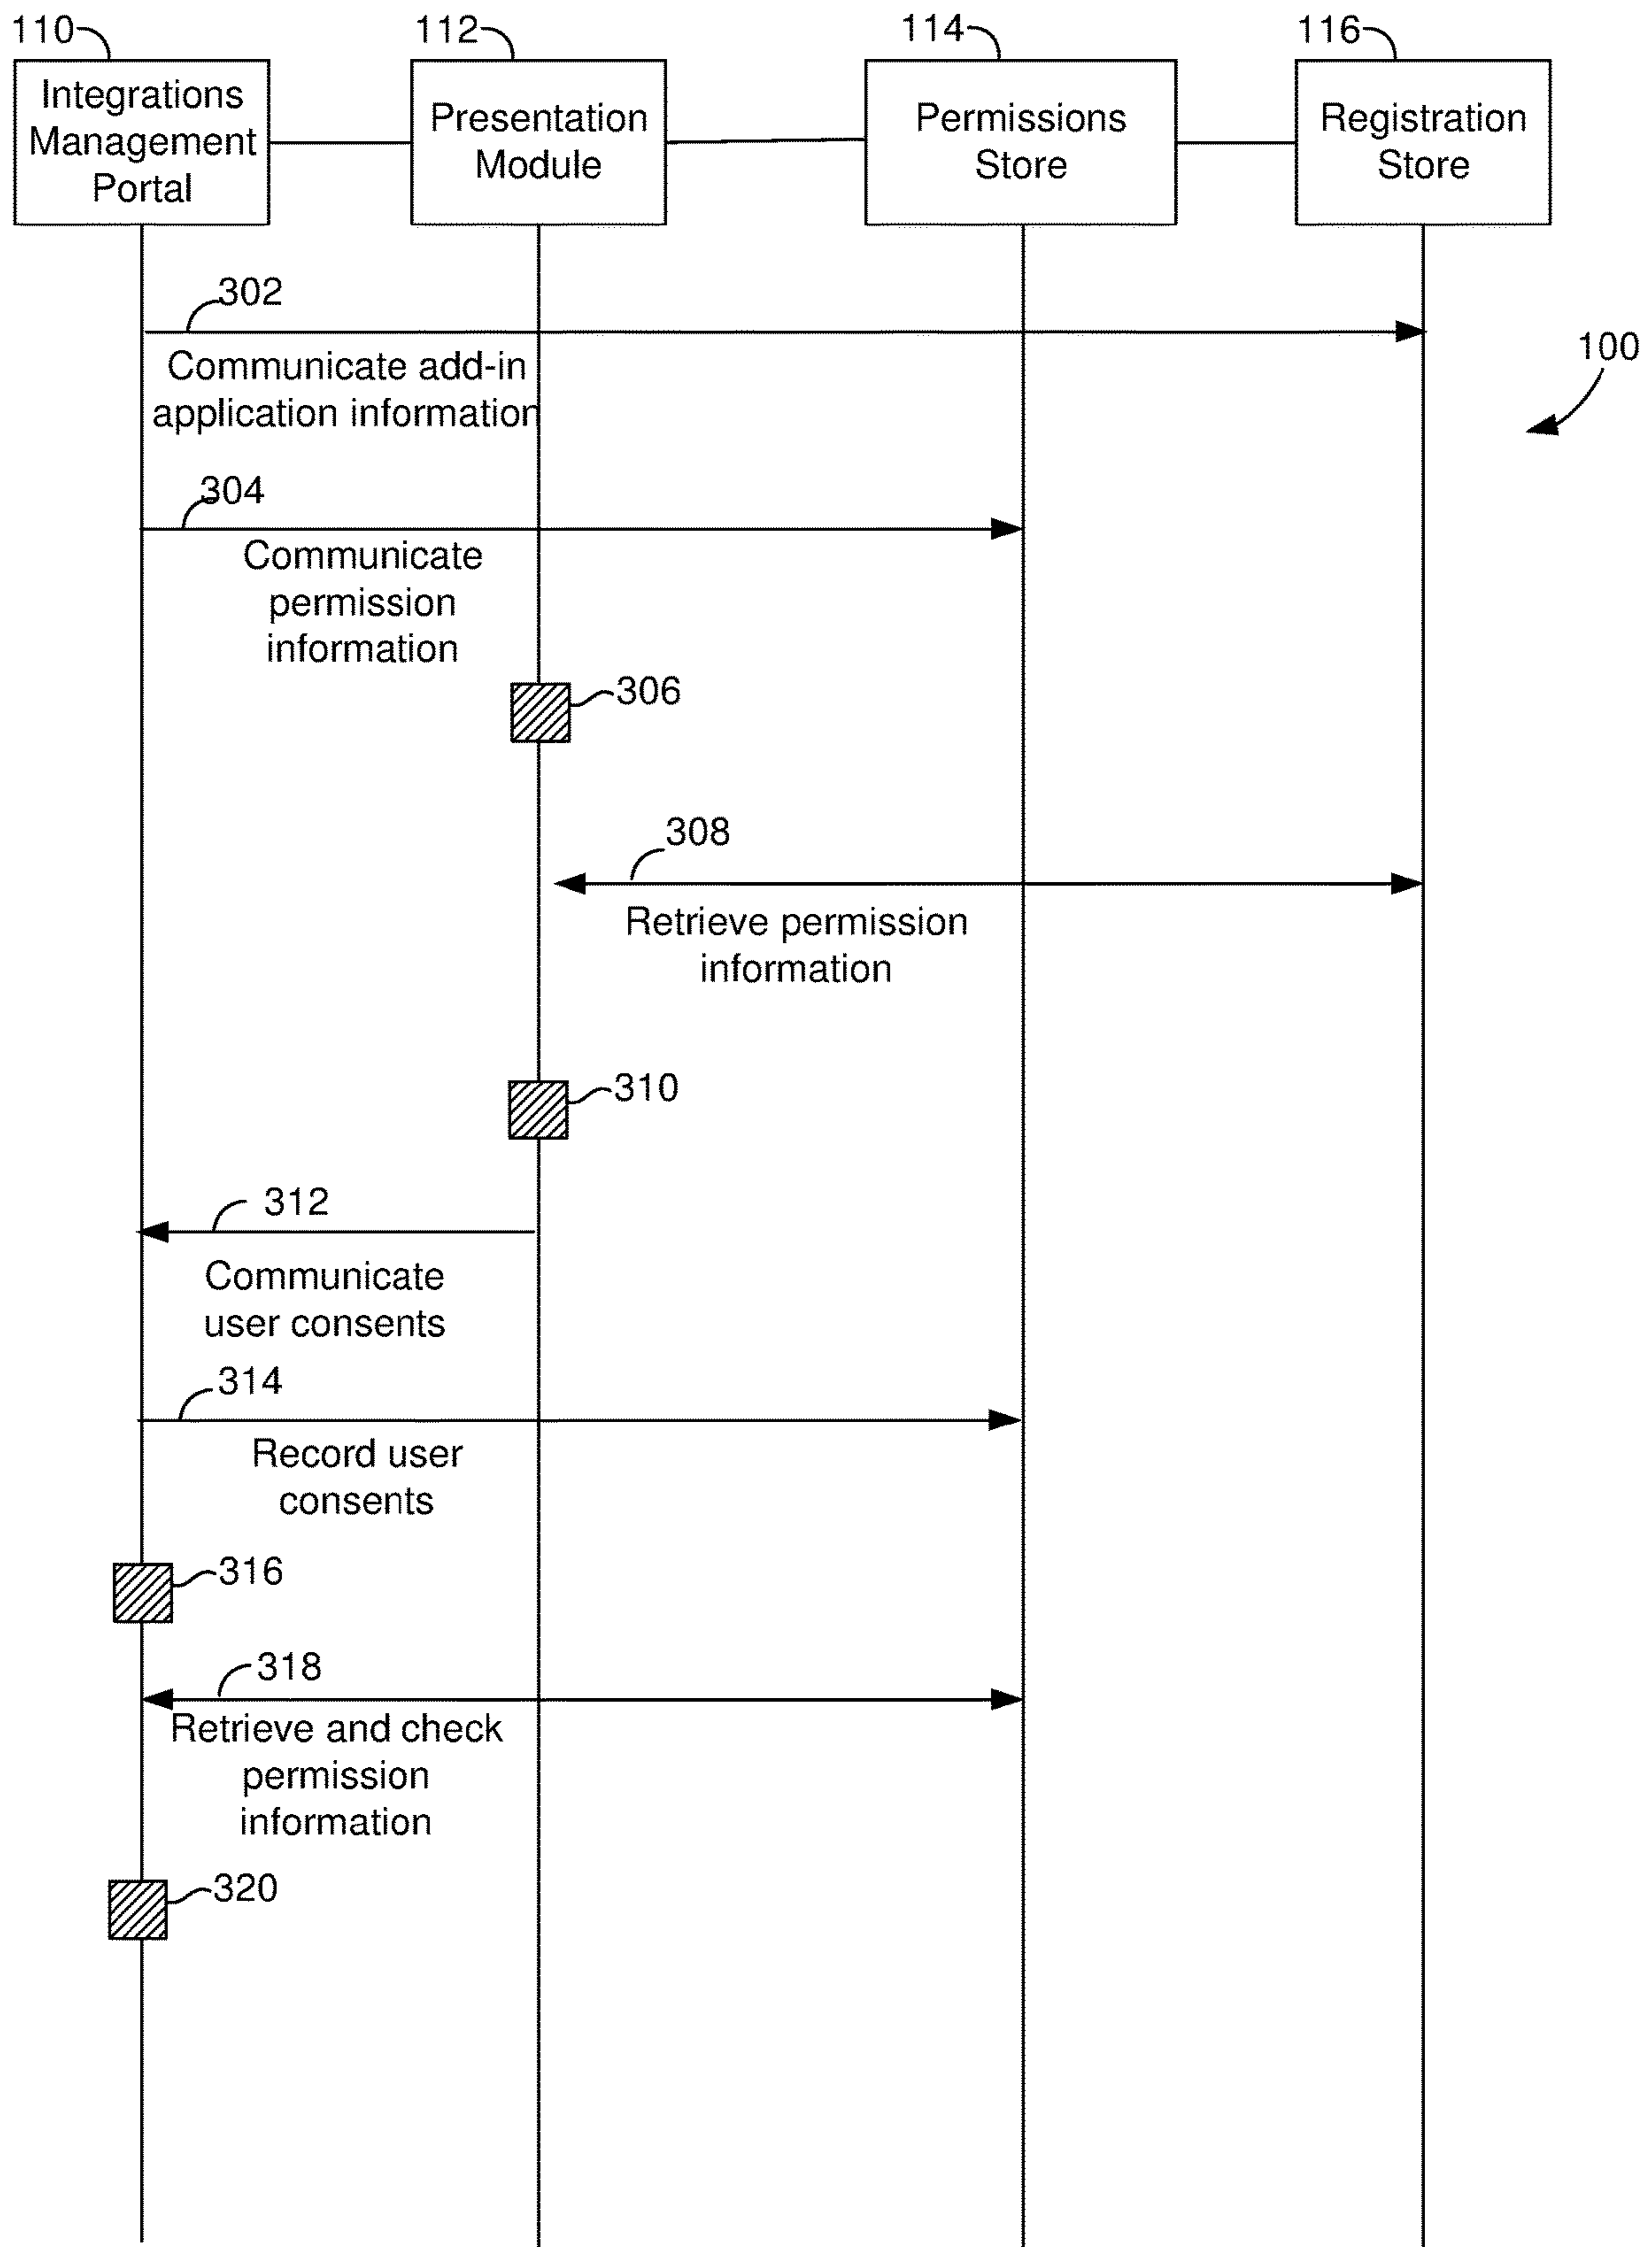 110
112
114
116
Integrations
Management
Portal
Presentation
Module
Permissions
Store
Registration
Store
302
Communicate add-in
application information
100
304
Communicate
permission
information
306
308
Retrieve permission
information
310
312
Communicate
user consents
314
Record user
consents
316
318
Retrieve and check
permission
information
320